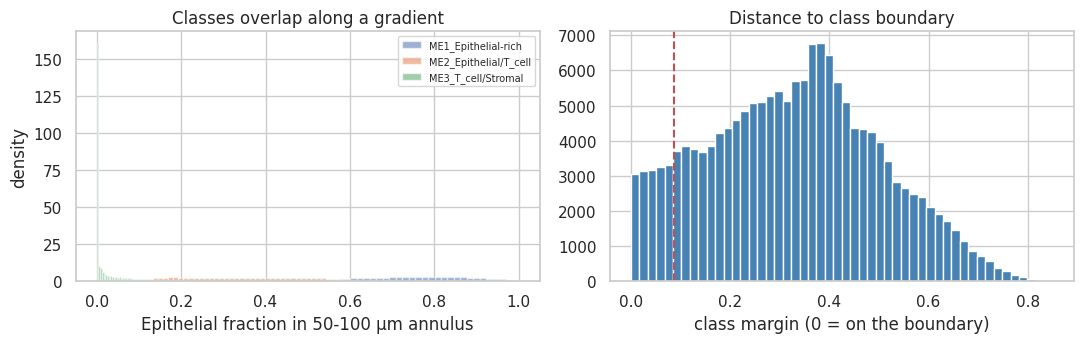 Classes overlap along a gradient
150
125
100
75
50
25
0
density
ME1_Epithelial-rich
ME2_Epithelial/T_cell
ME3_T_cell/Stromal
0.0 0.2 0.4 0.6 0.8 1.0
Epithelial fraction in 50-100 µm annulus
Distance to class boundary
7000
6000
5000
4000
3000
2000
1000
0
0.0 0.2 0.4 0.6 0.8
class margin (0 = on the boundary)